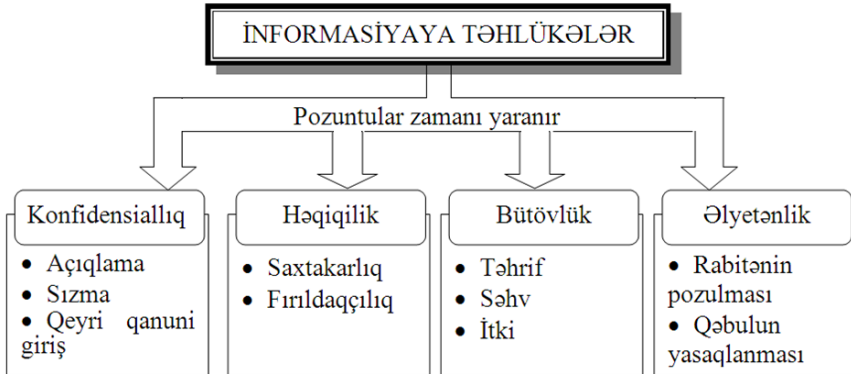 İNFORMASİYAYA TƏHLÜKƏLƏR
Pozuntular zamanı yaranır
Konfidensiallıq
• Açıqlama
• Sızma
• Qeyri qanuni
giriş
Həqiqilik
• Saxtakarlıq
• Fırıldaqçılıq
Bütövlük
• Təhrif
• Səhv
• İtki
Əlyetənlik
• Rabitənin
pozulması
• Qəbulun
yasaqlanması